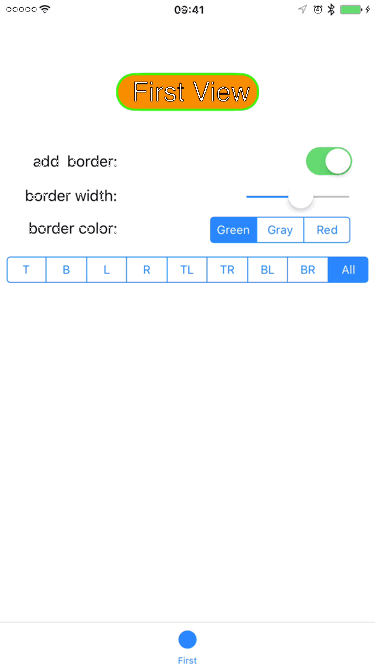 09:41
First View
add border:
border width:
border color:
Green Gray Red
T B L R TL TR BL BR All
First